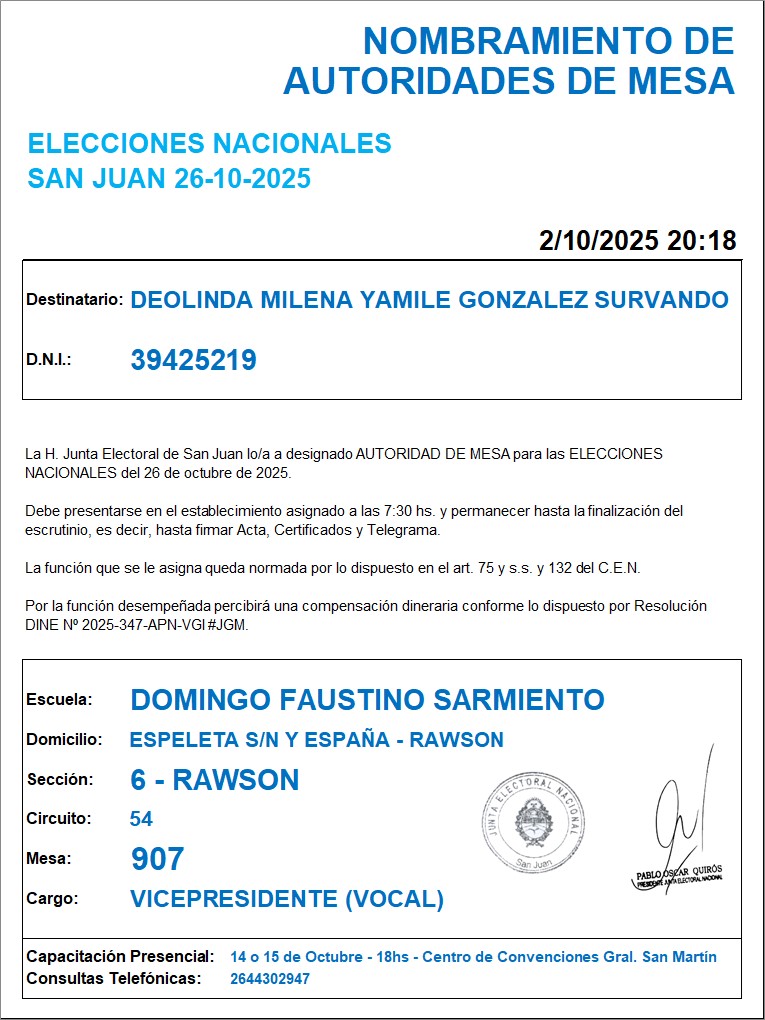 NOMBRAMIENTO DE
AUTORIDADES DE MESA
ELECCIONES NACIONALES
SAN JUAN 26-10-2025
2/10/2025 20:18
Destinatario: DEOLINDA MILENA YAMILE GONZALEZ SURVANDO
D.N.I.: 39425219
La H. Junta Electoral de San Juan lo/a a designado AUTORIDAD DE MESA para las ELECCIONES
NACIONALES del 26 de octubre de 2025.
Debe presentarse en el establecimiento asignado a las 7:30 hs. y permanecer hasta la finalización del
escrutinio, es decir, hasta firmar Acta, Certificados y Telegrama.
La función que se le asigna queda normada por lo dispuesto en el art. 75 y s.s. y 132 del C.E.N.
Por la función desempeñada percibirá una compensación dineraria conforme lo dispuesto por Resolución
DINE Nº 2025-347-APN-VGI#JGM.
Escuela: DOMINGO FAUSTINO SARMIENTO
Domicilio: ESPELETA S/N Y ESPAÑA - RAWSON
Sección: 6 - RAWSON
Circuito: 54
Mesa: 907
Cargo: VICEPRESIDENTE (VOCAL)
JUNTA ELECTORAL NACIONAL
San Juan
PABLO OSCAR QUIRÓS
PRESIDENTE JUNTA ELECTORAL NACIONAL
Capacitación Presencial: 14 o 15 de Octubre - 18hs - Centro de Convenciones Gral. San Martín
Consultas Telefónicas: 2644302947